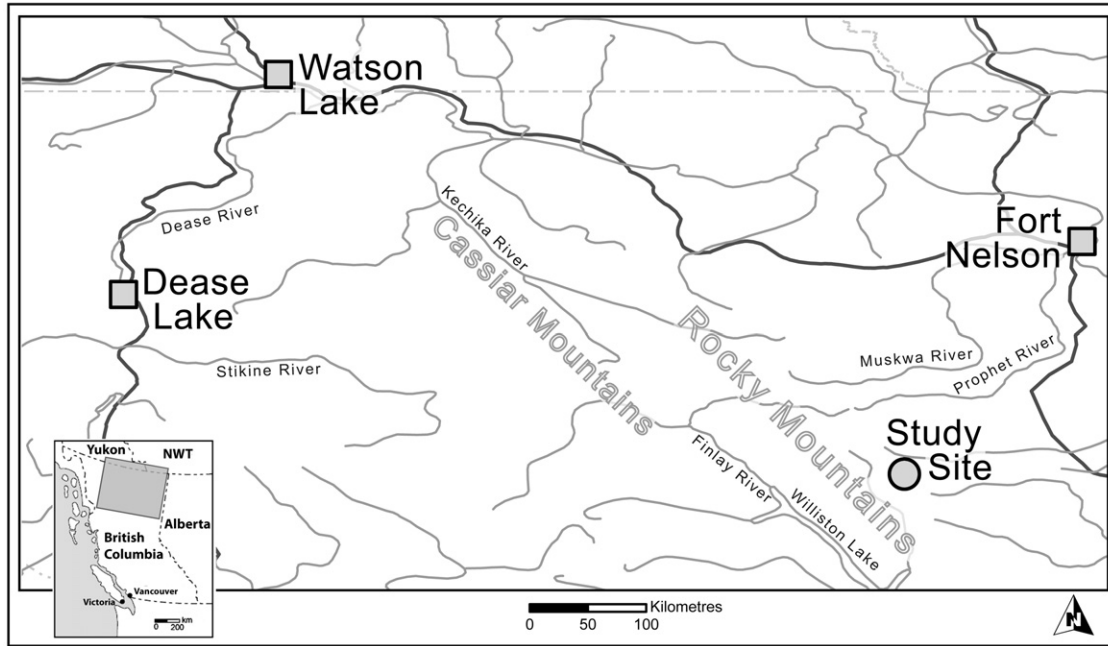 Watson
Lake
Dease River
Kechika River
Cassiar Mountains
Fort
Nelson
Dease
Lake
Rocky Mountains
Stikine River
Muskwa River
Prophet River
Study
Site
Finlay River
Williston Lake
Yukon
NWT
Alberta
British
Columbia
Vancouver
Victoria
km
0 200
Kilometres
0 50 100
N